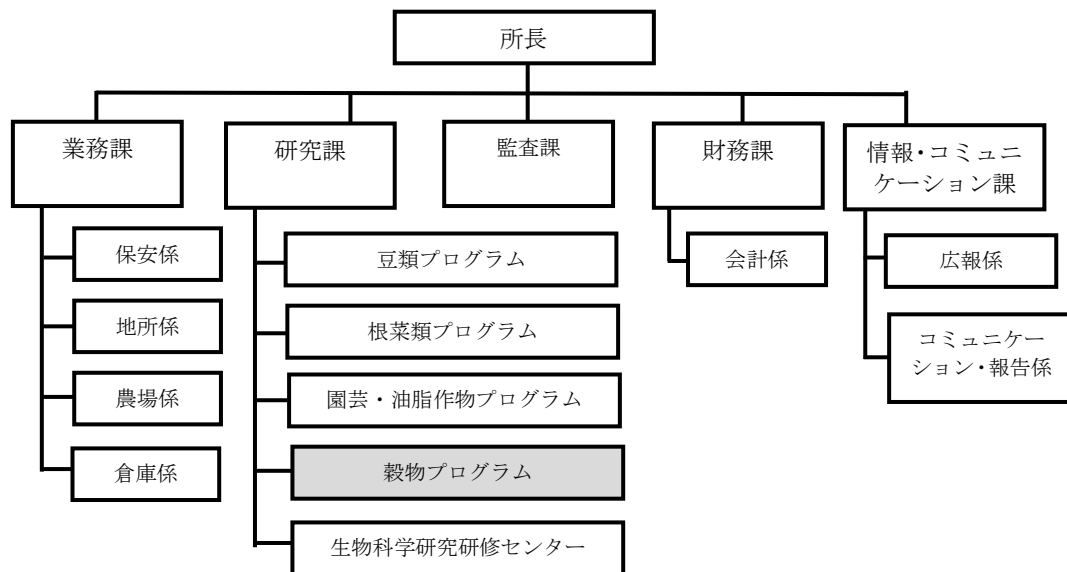 所長
業務課
研究課
監査課
財務課
情報・コミュニ
ケーション課
保安係
地所係
農場係
倉庫係
豆類プログラム
根菜類プログラム
園芸・油脂作物プログラム
穀物プログラム
生物科学研究研修センター
会計係
広報係
コミュニケー
ション・報告係